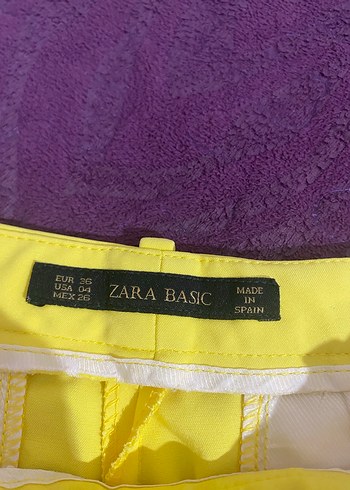 EUR 36
USA 04
MEX 26
ZARA BASIC
MADE
IN
SPAIN